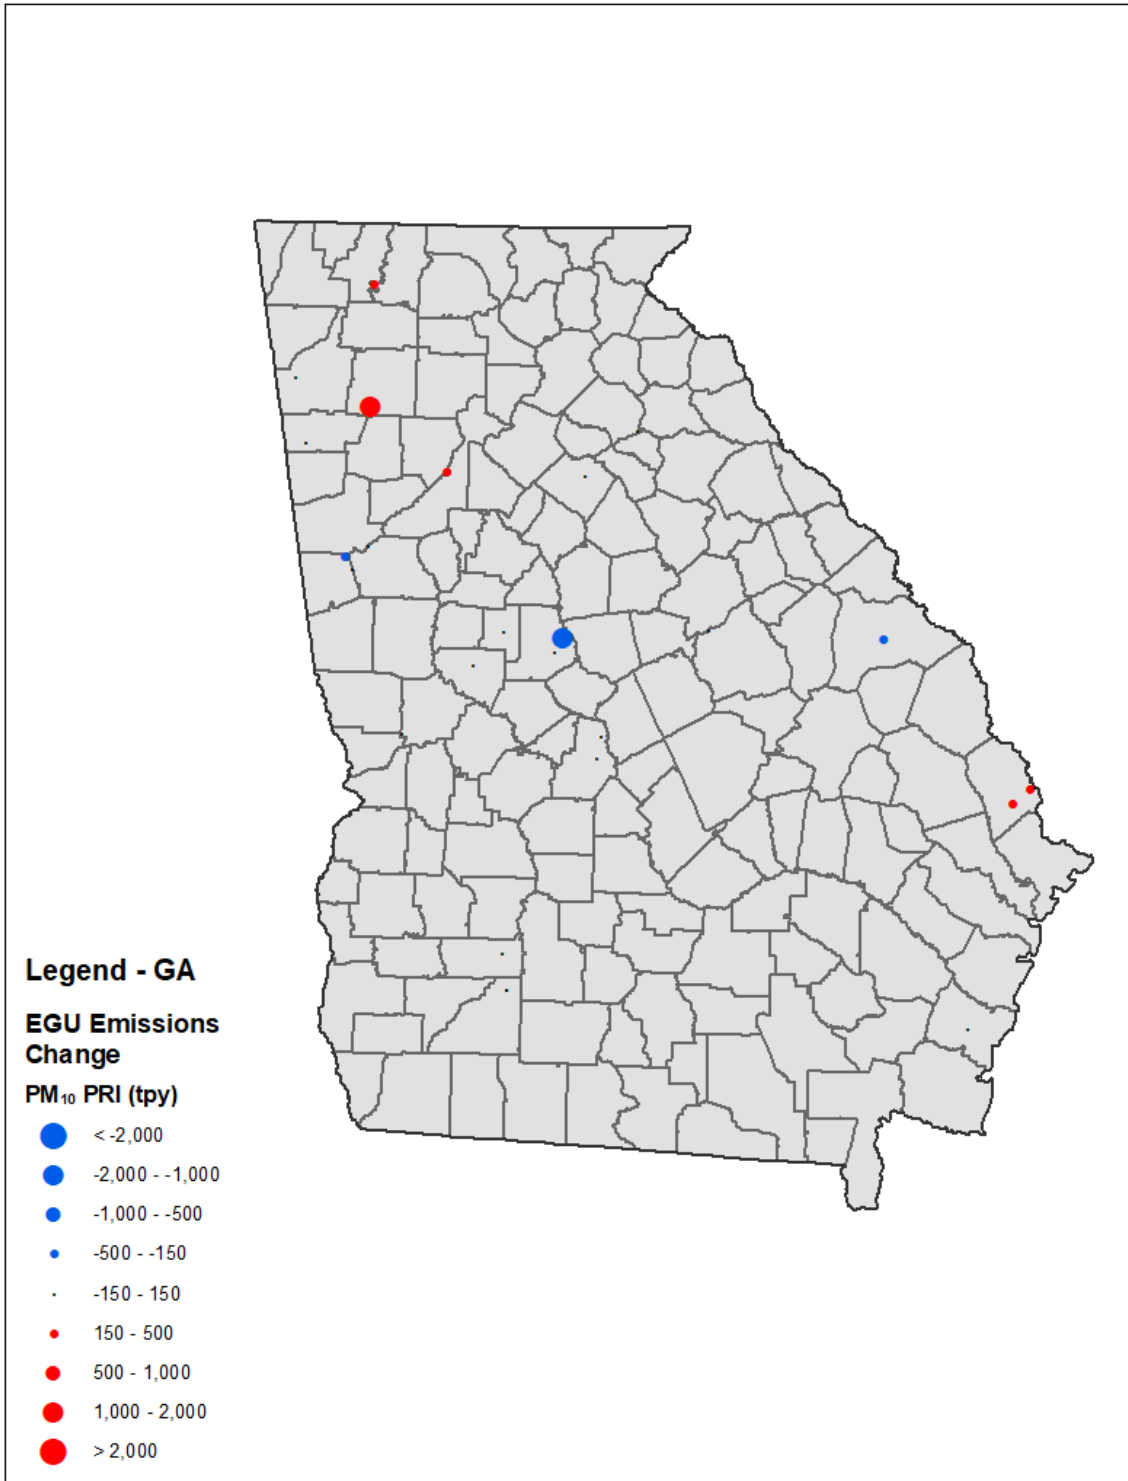 Legend - GA
EGU Emissions
Change
PM₁₀ PRI (tpy)
< -2,000
-2,000 - -1,000
-1,000 - -500
-500 - -150
-150 - 150
150 - 500
500 - 1,000
1,000 - 2,000
> 2,000